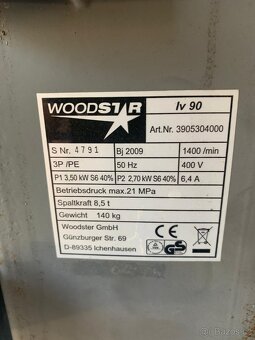 WOODSTAR lv 90
Art.Nr. 3905304000
S Nr. 4791 Bj 2009 1400 /min
3P /PE 50 Hz 400 V
P1 3,50 kW S6 40% P2 2,70 kW S6 40% 6,4 A
Betriebsdruck max.21 MPa
Spaltkraft 8,5 t
Gewicht 140 kg
Woodster GmbH
Günzburger Str. 69
D-89335 Ichenhausen